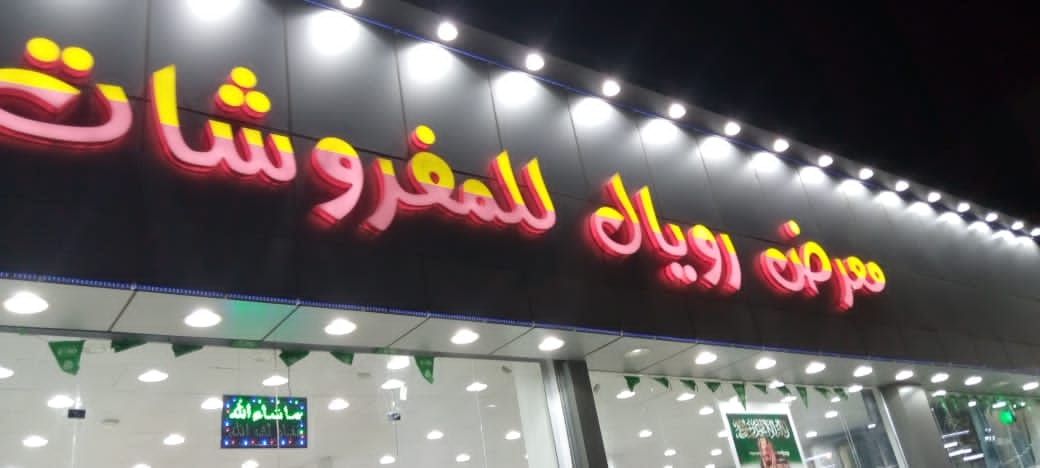 معرض رويال للمفروشات
ما شاء الله